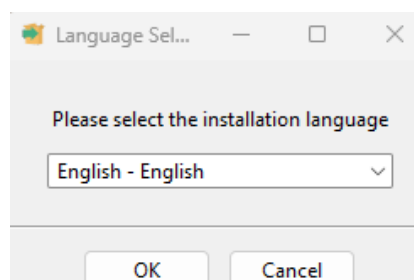 Language Sel...
Please select the installation language
English - English
OK
Cancel